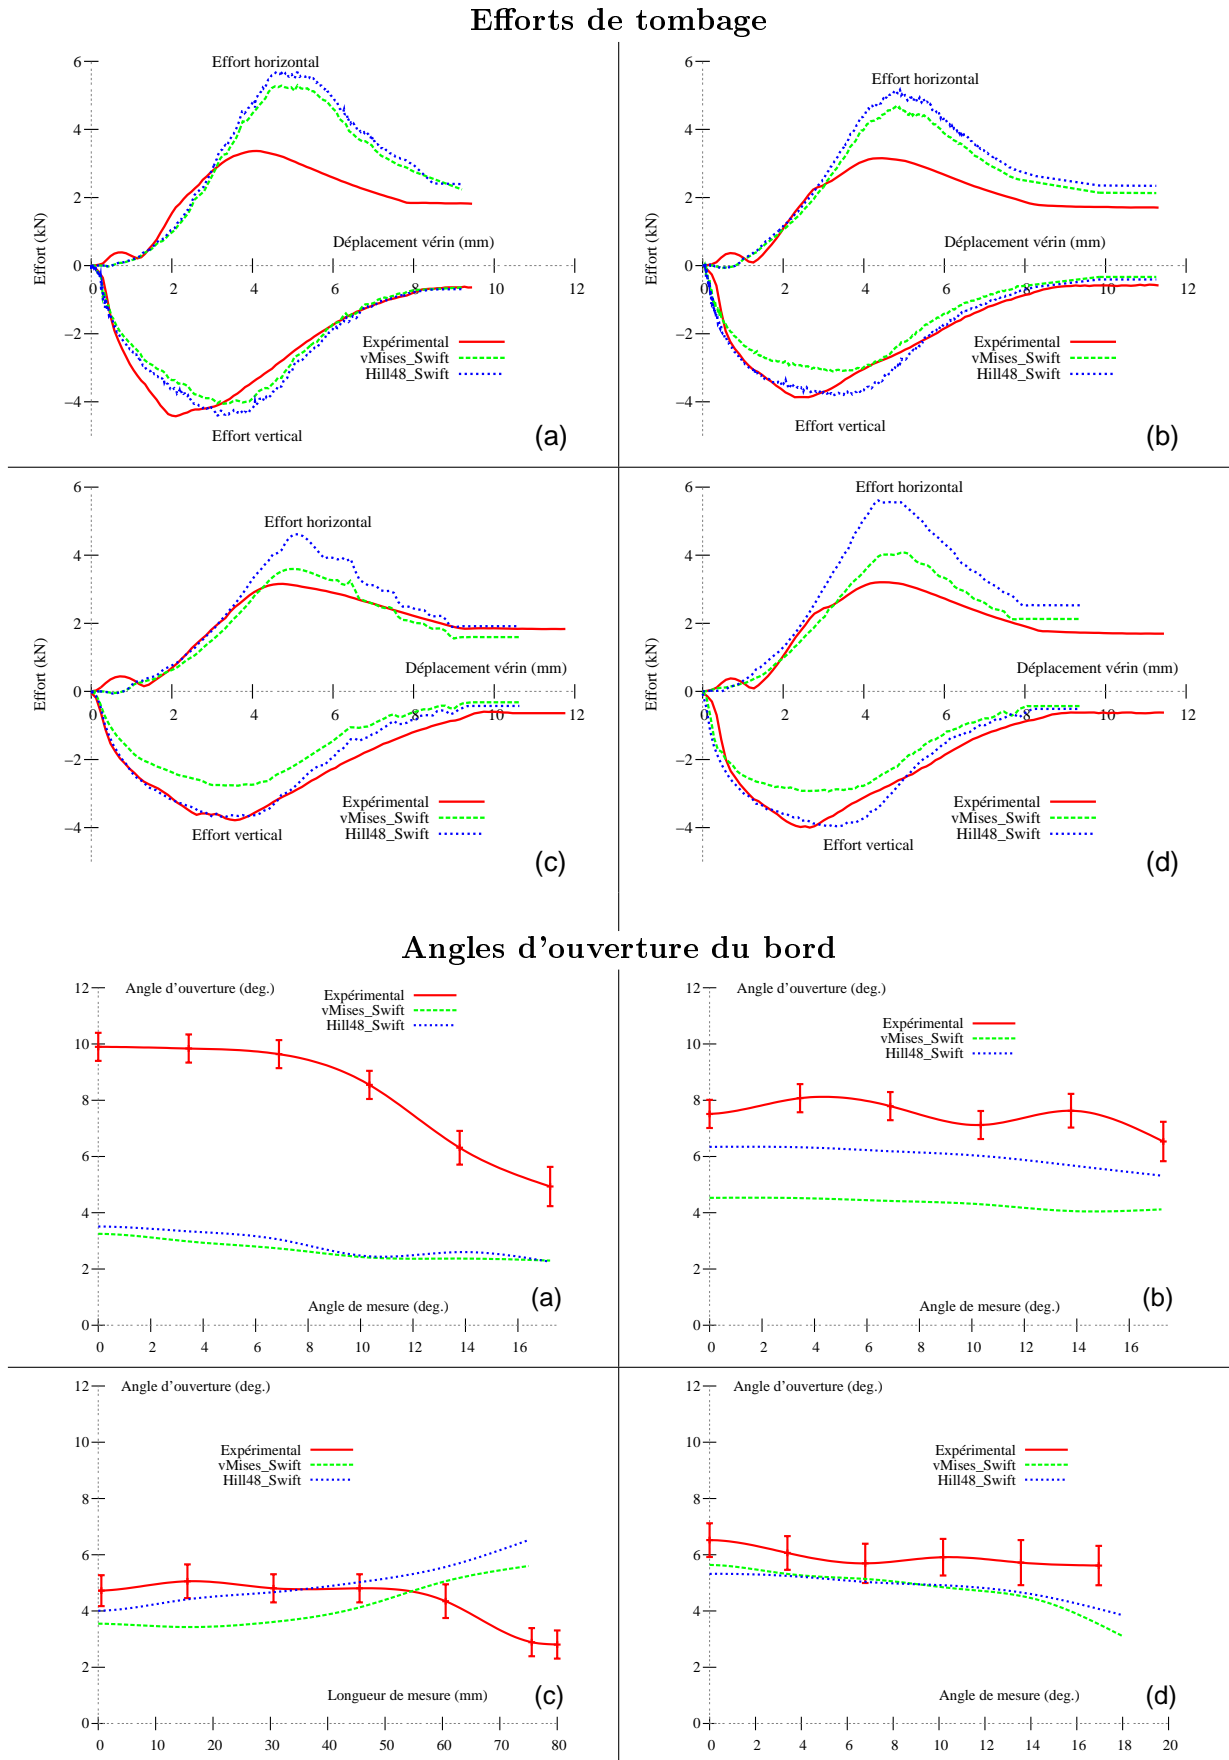 Efforts de tombage
6
Effort horizontal
4
2
Effort (kN)
Déplacement vérin (mm)
0
0 2 4 6 8 10 12
−2
Expérimental
vMises_Swift
Hill48_Swift
−4
Effort vertical
(a)
6
Effort horizontal
4
2
Effort (kN)
Déplacement vérin (mm)
0
0 2 4 6 8 10 12
−2
Expérimental
vMises_Swift
Hill48_Swift
−4
Effort vertical
(b)
6
Effort horizontal
4
2
Effort (kN)
Déplacement vérin (mm)
0
0 2 4 6 8 10 12
−2
Expérimental
vMises_Swift
Hill48_Swift
−4
Effort vertical
(c)
6
Effort horizontal
4
2
Effort (kN)
Déplacement vérin (mm)
0
0 2 4 6 8 10 12
−2
Expérimental
vMises_Swift
Hill48_Swift
−4
Effort vertical
(d)
Angles d'ouverture du bord
12
Angle d'ouverture (deg.)
Expérimental
vMises_Swift
Hill48_Swift
10
8
6
4
2
(a)
Angle de mesure (deg.)
0
0 2 4 6 8 10 12 14 16
12
Angle d'ouverture (deg.)
Expérimental
vMises_Swift
Hill48_Swift
10
8
6
4
2
(b)
Angle de mesure (deg.)
0
0 2 4 6 8 10 12 14 16
12
Angle d'ouverture (deg.)
10
Expérimental
vMises_Swift
Hill48_Swift
8
6
4
2
Longueur de mesure (mm)
(c)
0
0 10 20 30 40 50 60 70 80
12
Angle d'ouverture (deg.)
10
Expérimental
vMises_Swift
Hill48_Swift
8
6
4
2
Angle de mesure (deg.)
(d)
0
0 2 4 6 8 10 12 14 16 18 20